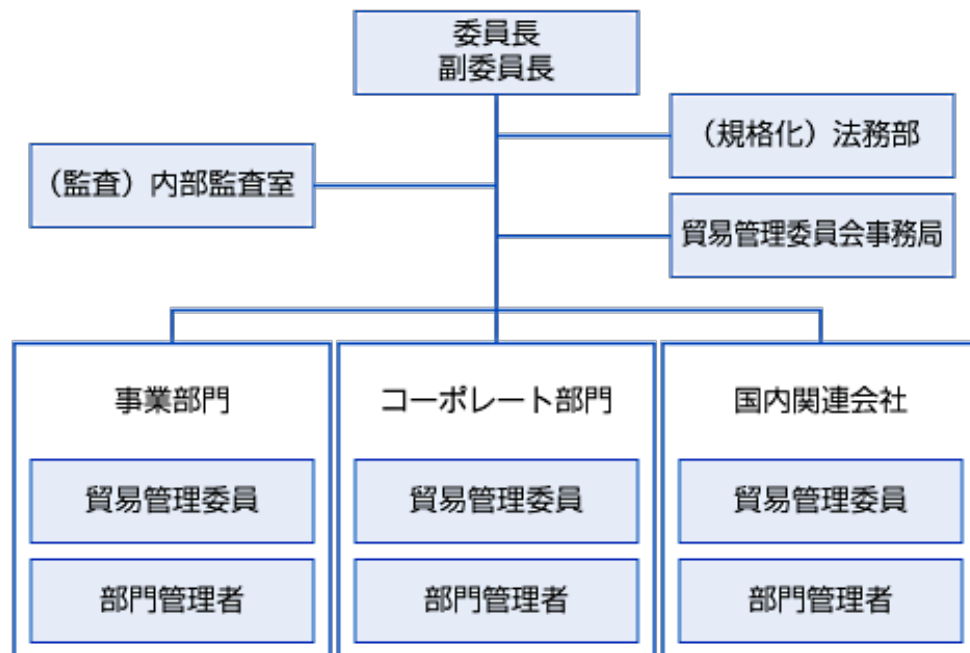 委員長
副委員長
（規格化）法務部
（監査）内部監査室
貿易管理委員会事務局
事業部門
貿易管理委員
部門管理者
コーポレート部門
貿易管理委員
部門管理者
国内関連会社
貿易管理委員
部門管理者